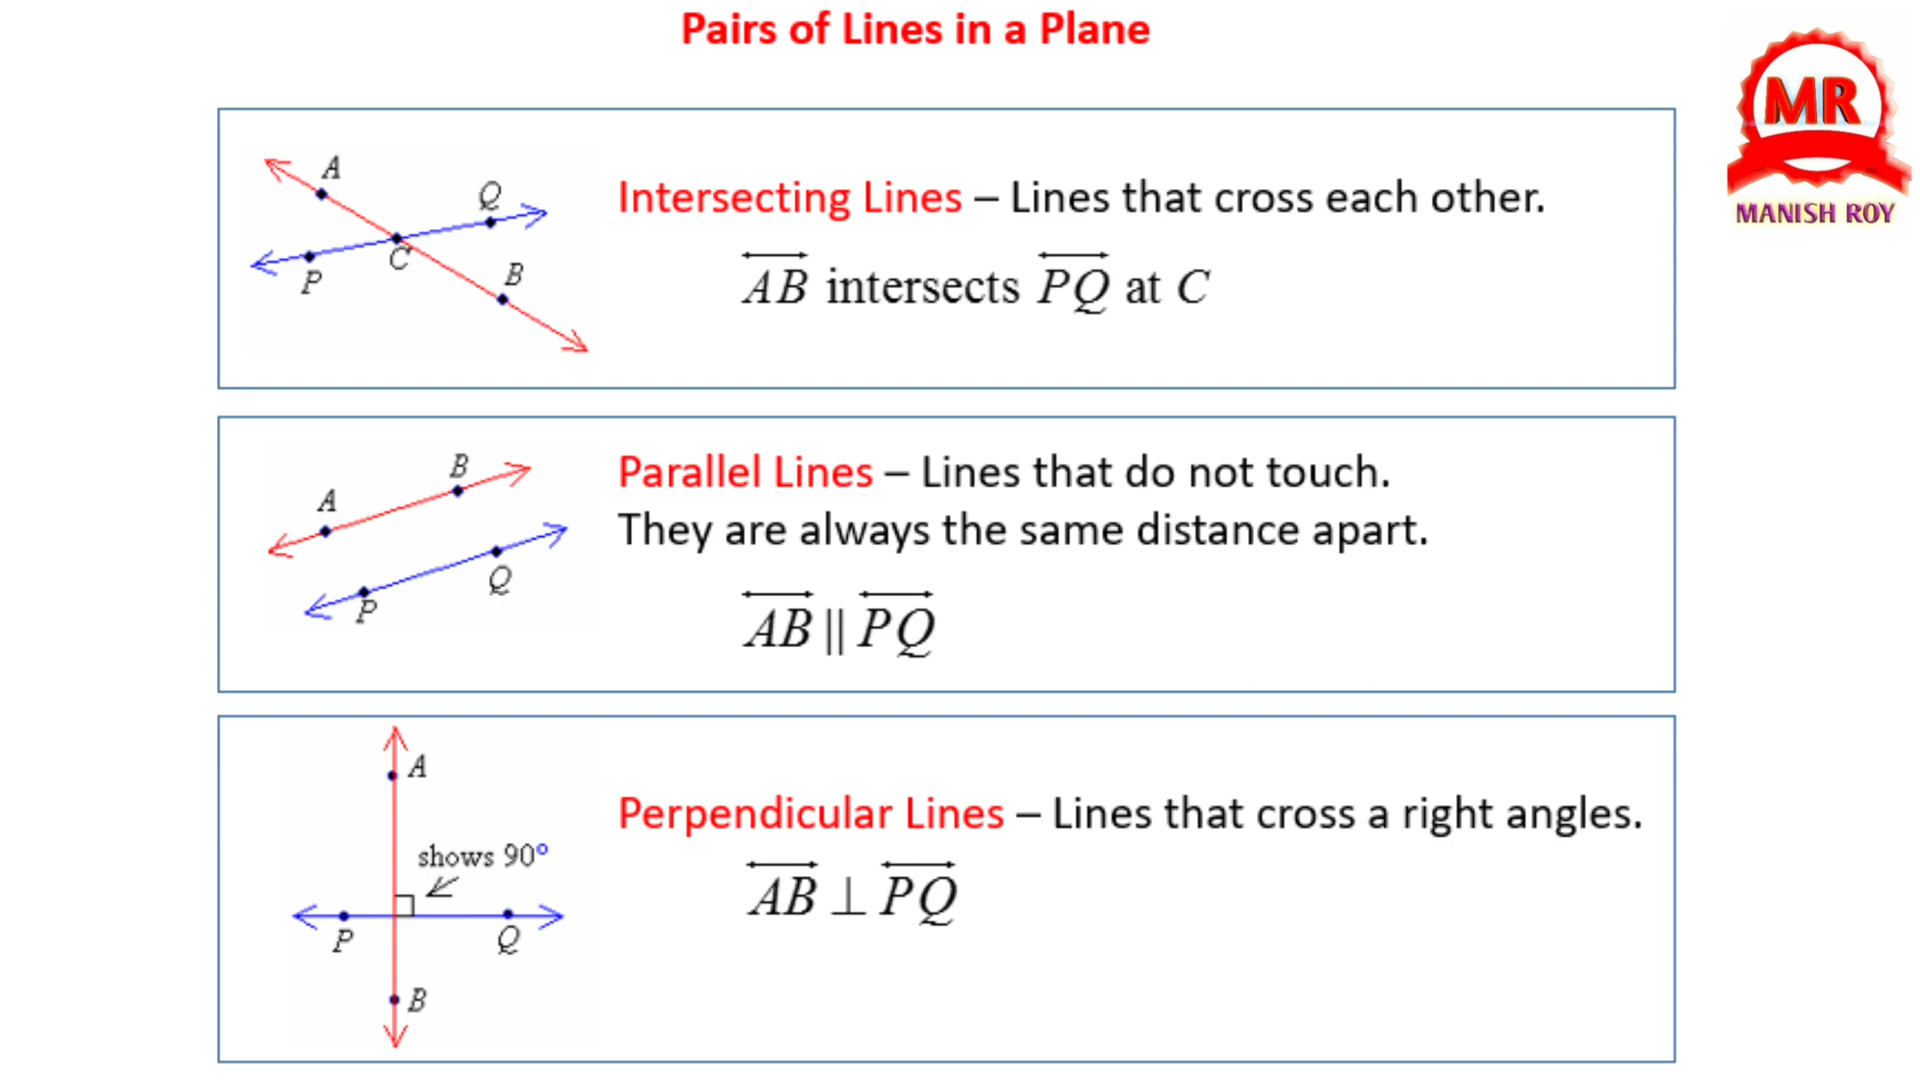 Pairs of Lines in a Plane
MR
MANISH ROY
A
Q
P
C
B
Intersecting Lines – Lines that cross each other.
AB intersects PQ at C
A
B
P
Q
Parallel Lines – Lines that do not touch.
They are always the same distance apart.
AB || PQ
A
shows 90°
P
Q
B
Perpendicular Lines – Lines that cross a right angles.
AB ⊥ PQ